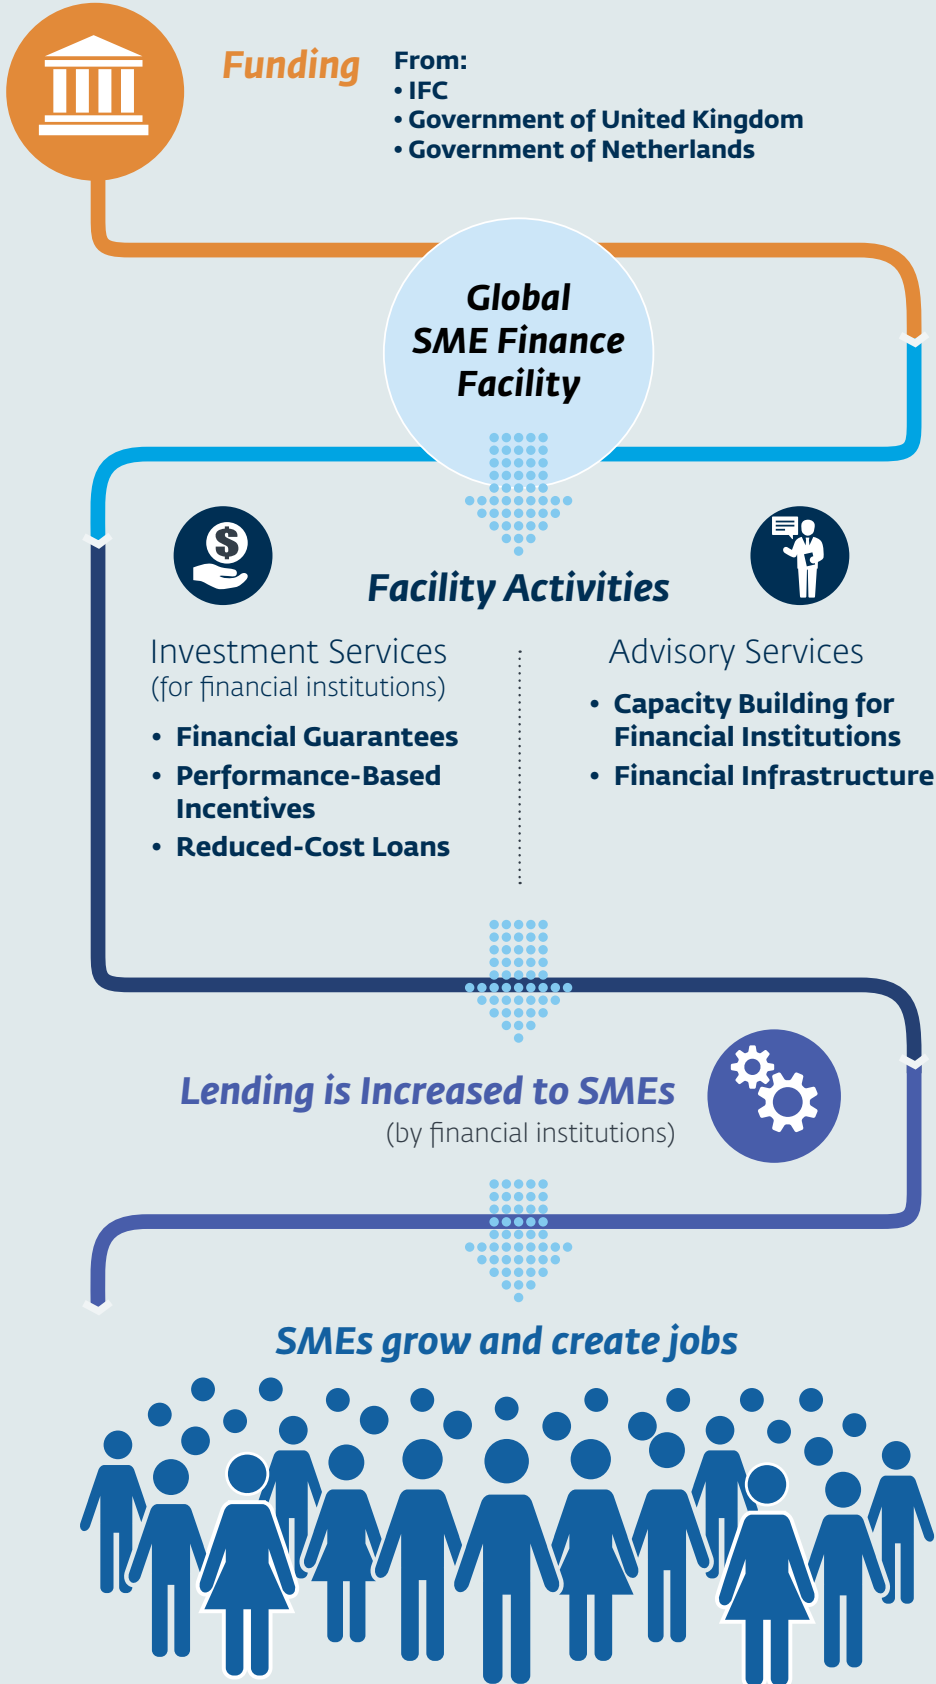 Funding
From:
• IFC
• Government of United Kingdom
• Government of Netherlands
Global
SME Finance
Facility
$
Facility Activities
Investment Services
(for financial institutions)
• Financial Guarantees
• Performance-Based
Incentives
• Reduced-Cost Loans
Advisory Services
• Capacity Building for
Financial Institutions
• Financial Infrastructure
Lending is Increased to SMEs
(by financial institutions)
SMEs grow and create jobs